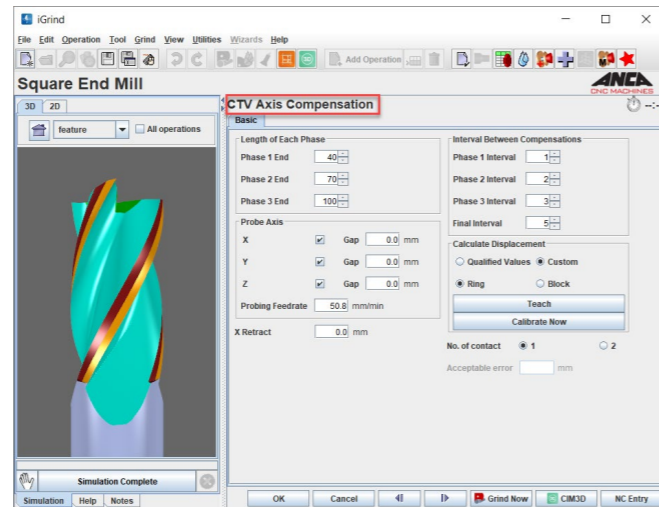 iGrind
File Edit Operation Tool Grind View Utilities Wizards Help
Add Operation
Square End Mill
ANCA
CNC MACHINES
3D 2D
feature All operations
CTV Axis Compensation
--:-
Basic
Length of Each Phase
Phase 1 End 40
Phase 2 End 70
Phase 3 End 100
Interval Between Compensations
Phase 1 Interval 1
Phase 2 Interval 2
Phase 3 Interval 3
Final Interval 5
Probe Axis
X Gap 0.0 mm
Y Gap 0.0 mm
Z Gap 0.0 mm
Probing Feedrate 50.8 mm/min
X Retract 0.0 mm
Calculate Displacement
Qualified Values Custom
Ring Block
Teach
Calibrate Now
No. of contact 1 2
Acceptable error mm
Simulation Complete
Simulation Help Notes
OK Cancel Grind Now CIM3D NC Entry